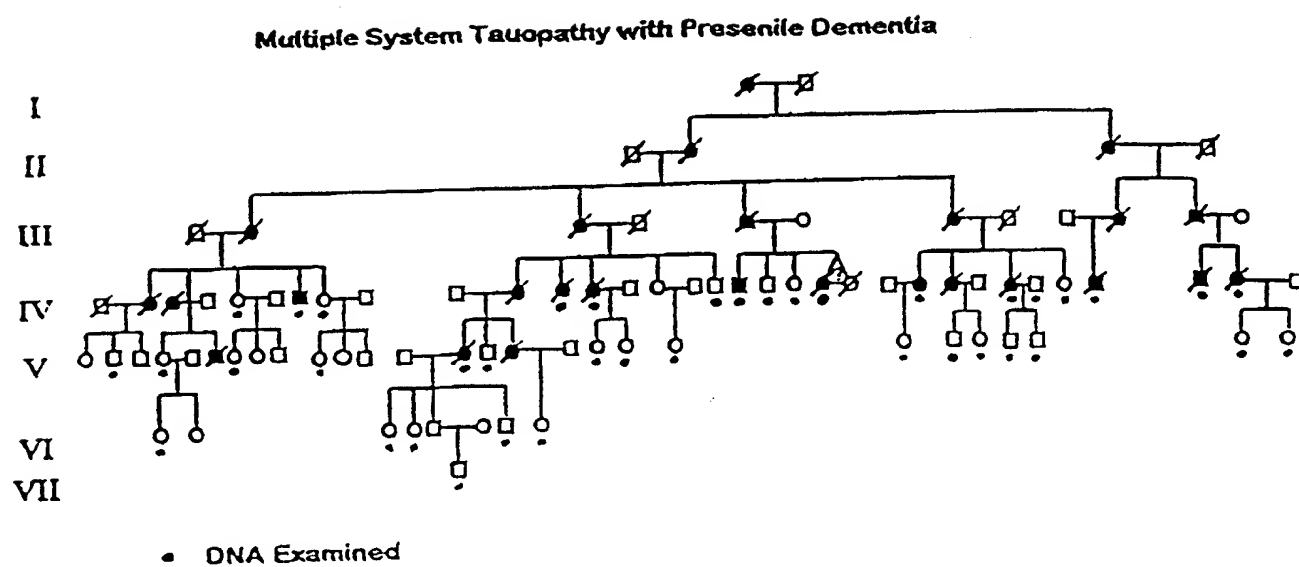 Multiple System Tauopathy with Presenile Dementia
I
II
III
IV
V
VI
VII
• DNA Examined